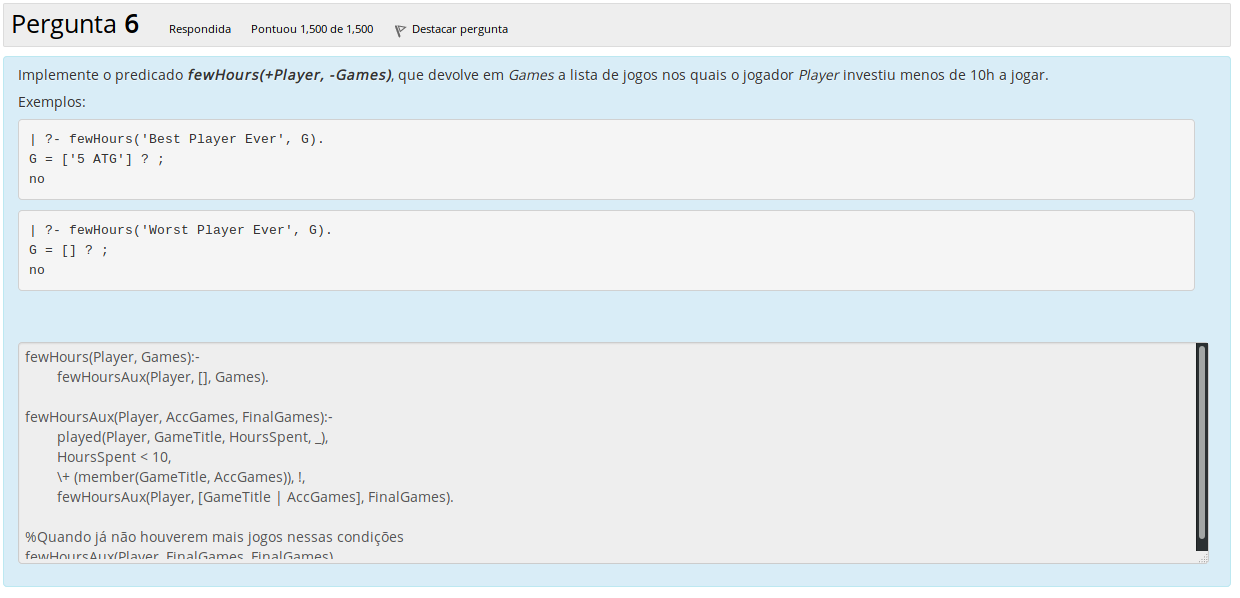 Pergunta 6 Respondida Pontuou 1,500 de 1,500 Destacar pergunta
Implemente o predicado fewHours(+Player, -Games), que devolve em Games a lista de jogos nos quais o jogador Player investiu menos de 10h a jogar.
Exemplos:
| ?- fewHours('Best Player Ever', G).
G = ['5 ATG'] ? ;
no
| ?- fewHours('Worst Player Ever', G).
G = [] ? ;
no
fewHours(Player, Games):-
fewHoursAux(Player, [], Games).
fewHoursAux(Player, AccGames, FinalGames):-
played(Player, GameTitle, HoursSpent, _),
HoursSpent < 10,
\+ (member(GameTitle, AccGames)), !,
fewHoursAux(Player, [GameTitle | AccGames], FinalGames).
%Quando já não houverem mais jogos nessas condições
fewHoursAux(Player, FinalGames, FinalGames)